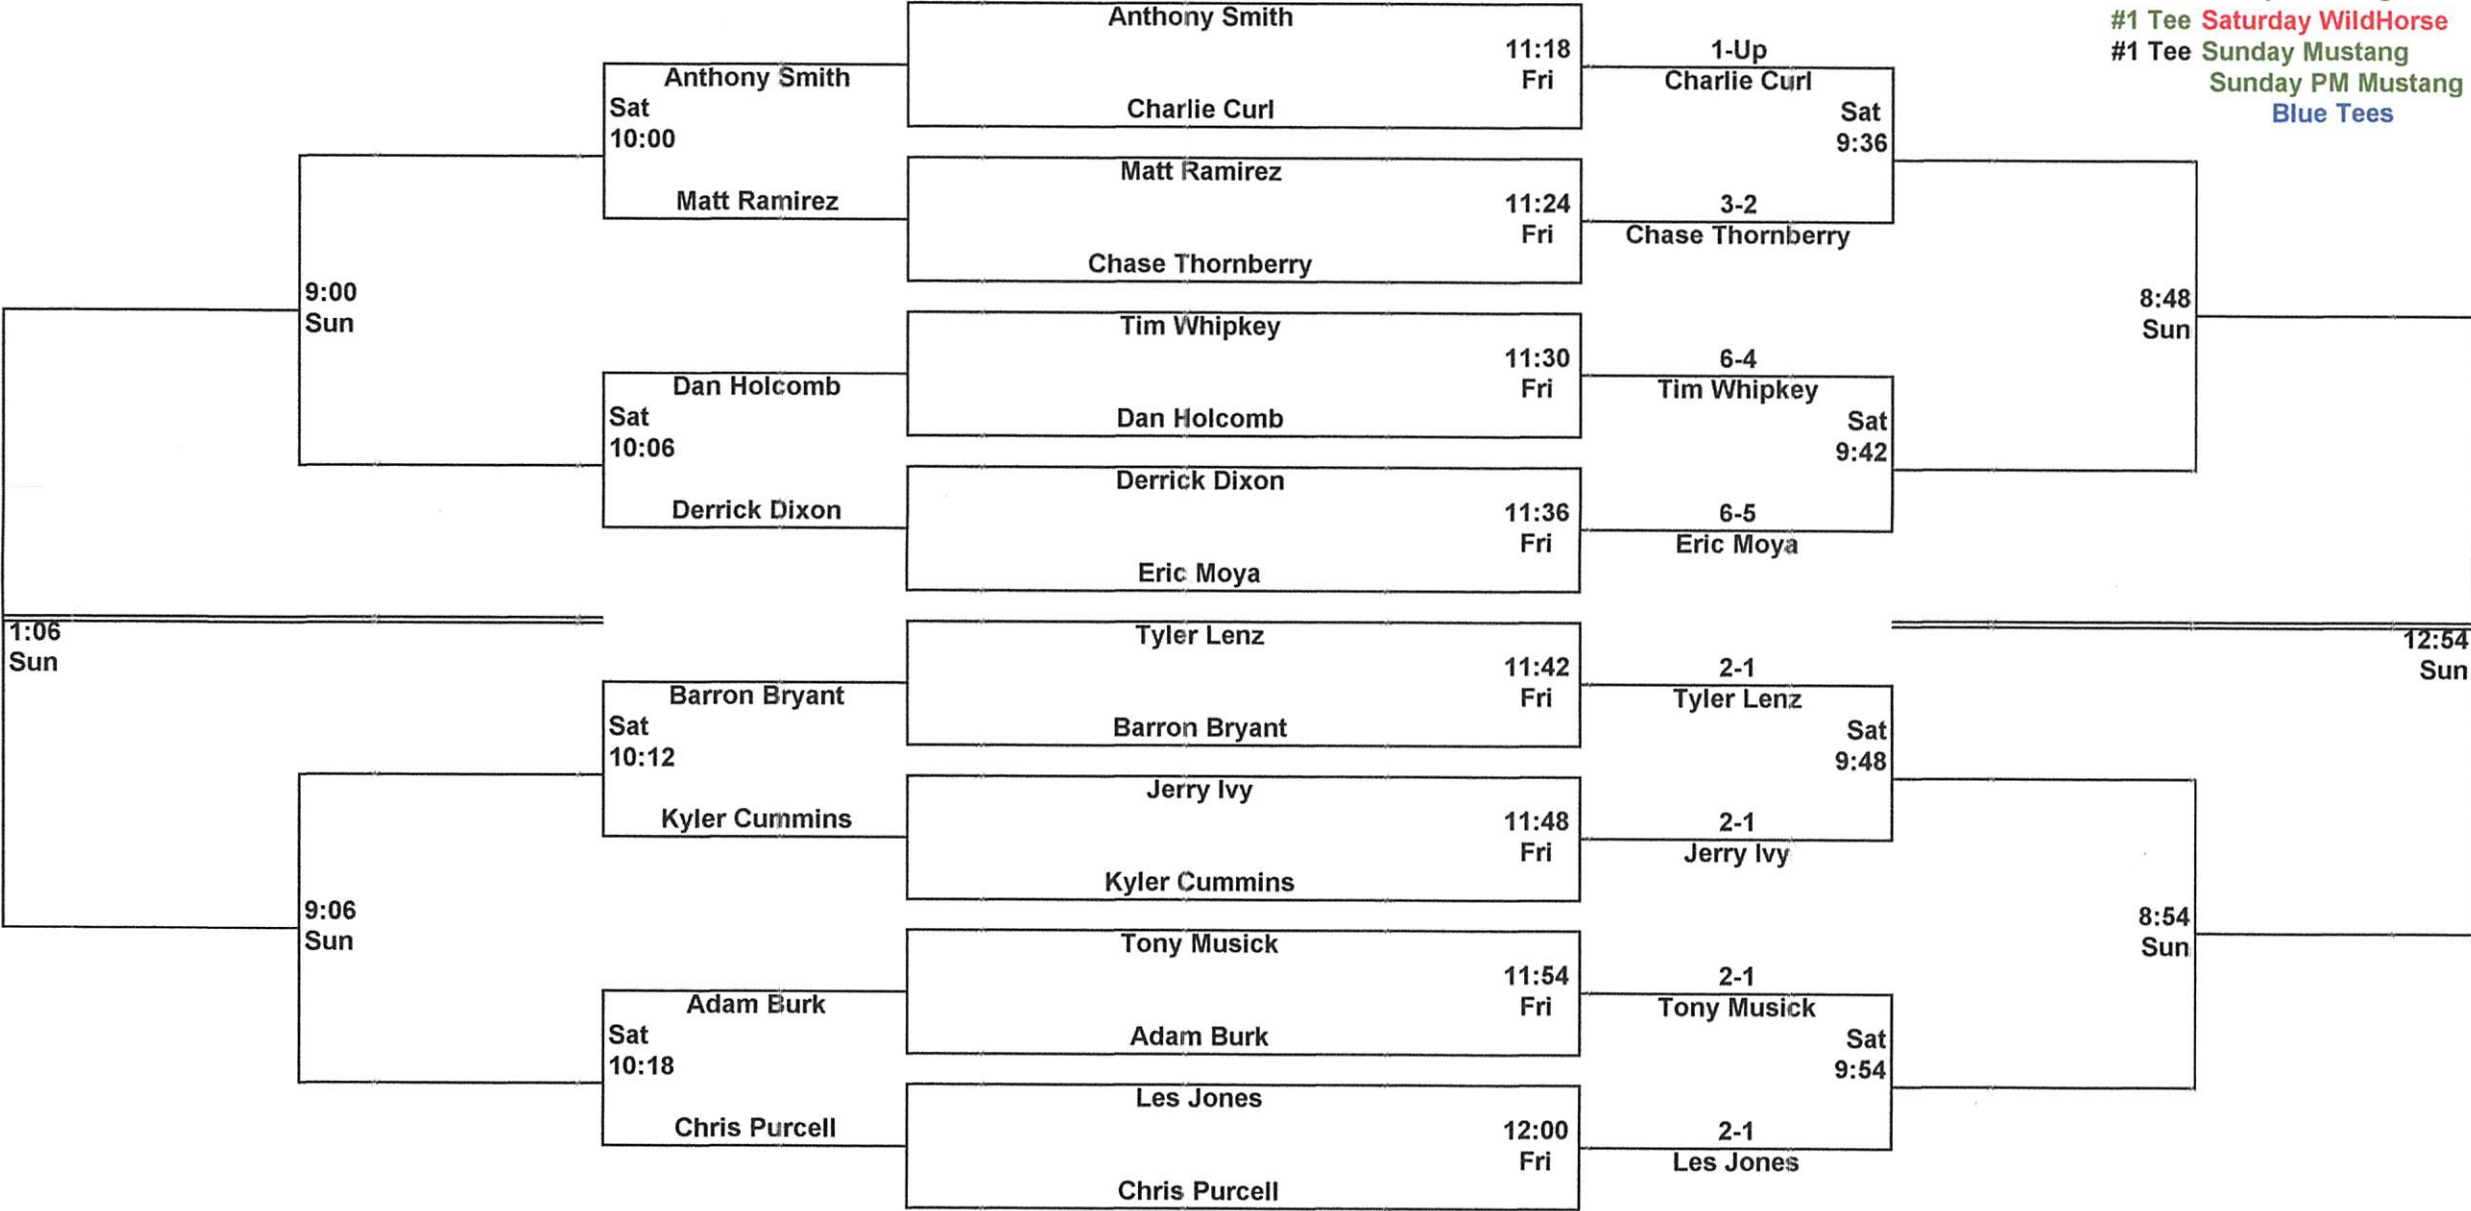 #1 Tee Saturday WildHorse
#1 Tee Sunday Mustang
Sunday PM Mustang
Blue Tees
Anthony Smith
11:18
Fri
Charlie Curl
Matt Ramirez
11:24
Fri
Chase Thornberry
Tim Whipkey
11:30
Fri
Dan Holcomb
Derrick Dixon
11:36
Fri
Eric Moya
Tyler Lenz
11:42
Fri
Barron Bryant
Jerry Ivy
11:48
Fri
Kyler Cummins
Tony Musick
11:54
Fri
Adam Burk
Les Jones
12:00
Fri
Chris Purcell
Anthony Smith
Sat
10:00
Matt Ramirez
Dan Holcomb
Sat
10:06
Derrick Dixon
Barron Bryant
Sat
10:12
Kyler Cummins
Adam Burk
Sat
10:18
Chris Purcell
9:00
Sun
9:06
Sun
1:06
Sun
1-Up
Charlie Curl
Sat
9:36
3-2
Chase Thornberry
6-4
Tim Whipkey
Sat
9:42
6-5
Eric Moya
2-1
Tyler Lenz
Sat
9:48
2-1
Jerry Ivy
2-1
Tony Musick
Sat
9:54
2-1
Les Jones
8:48
Sun
8:54
Sun
12:54
Sun